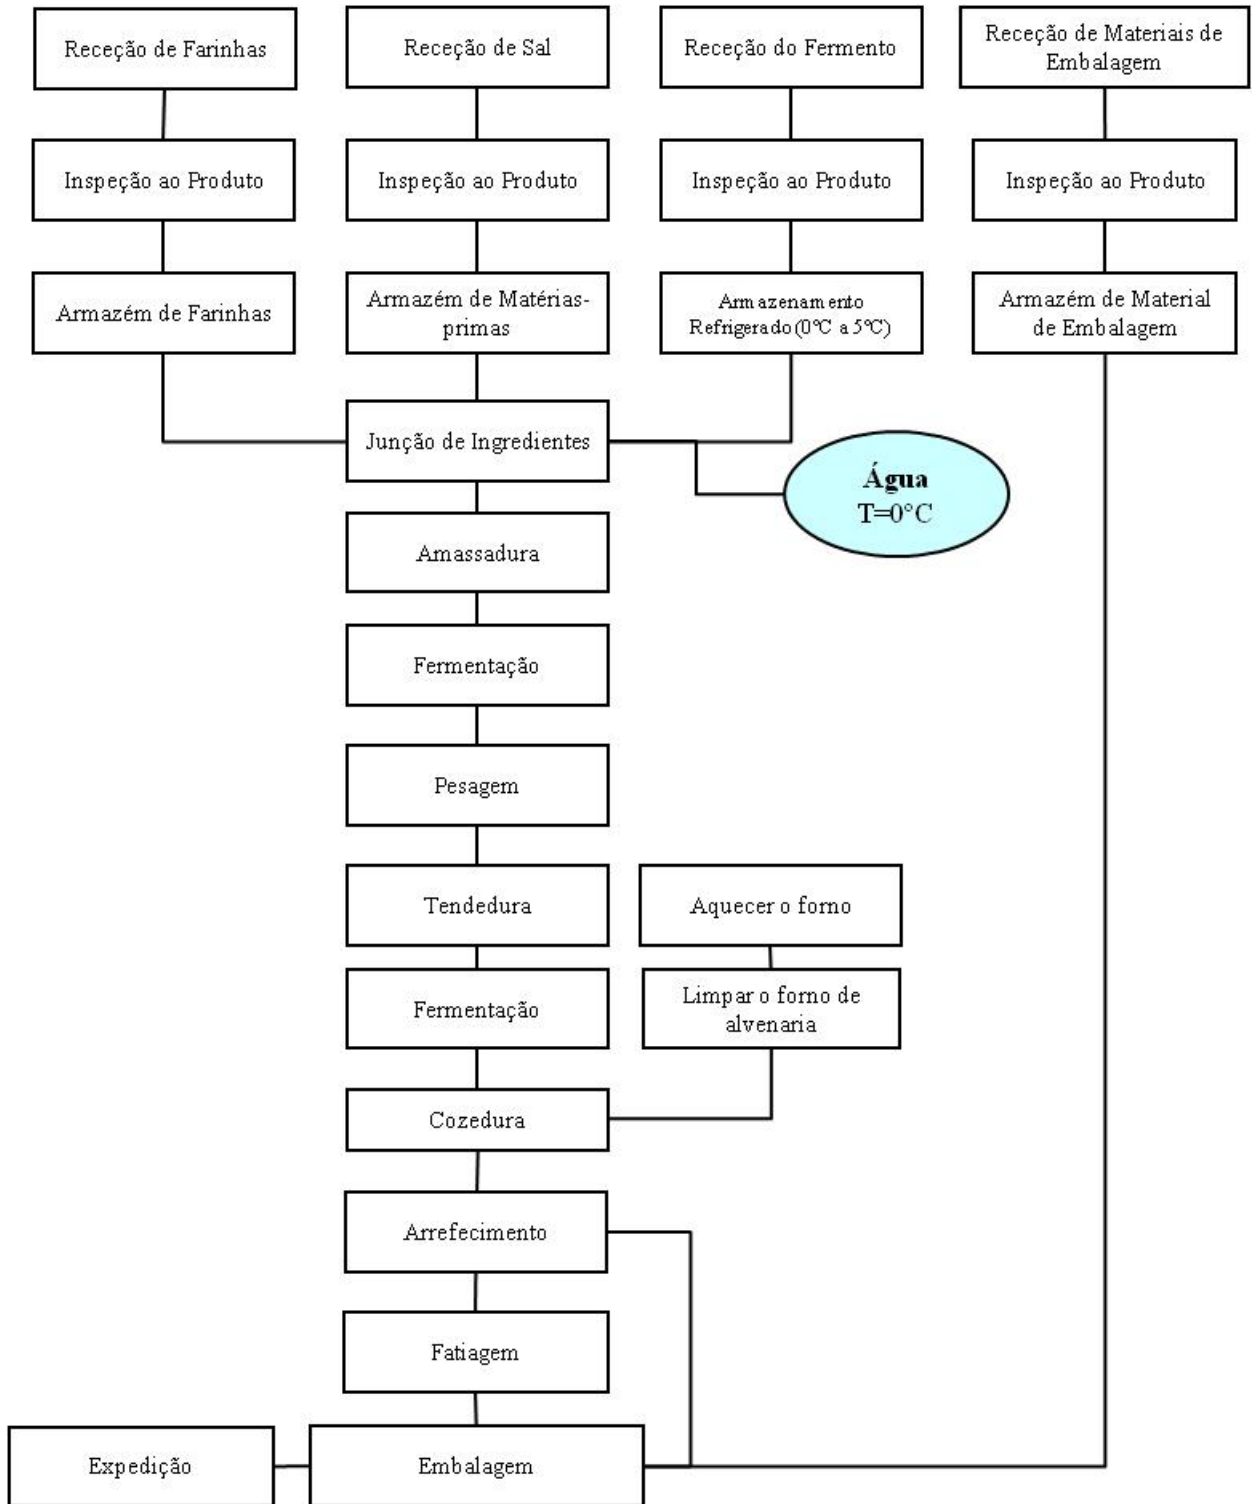 Receção de Farinhas
Receção de Sal
Receção do Fermento
Receção de Materiais de
Embalagem
Inspeção ao Produto
Inspeção ao Produto
Inspeção ao Produto
Inspeção ao Produto
Armazém de Farinhas
Armazém de Matérias-
primas
Armazenamento
Refrigerado (0°C a 5°C)
Armazém de Material
de Embalagem
Junção de Ingredientes
Água
T=0°C
Amassadura
Fermentação
Pesagem
Tendedura
Aquecer o forno
Fermentação
Limpar o forno de
alvenaria
Cozedura
Arrefecimento
Fatiagem
Expedição
Embalagem